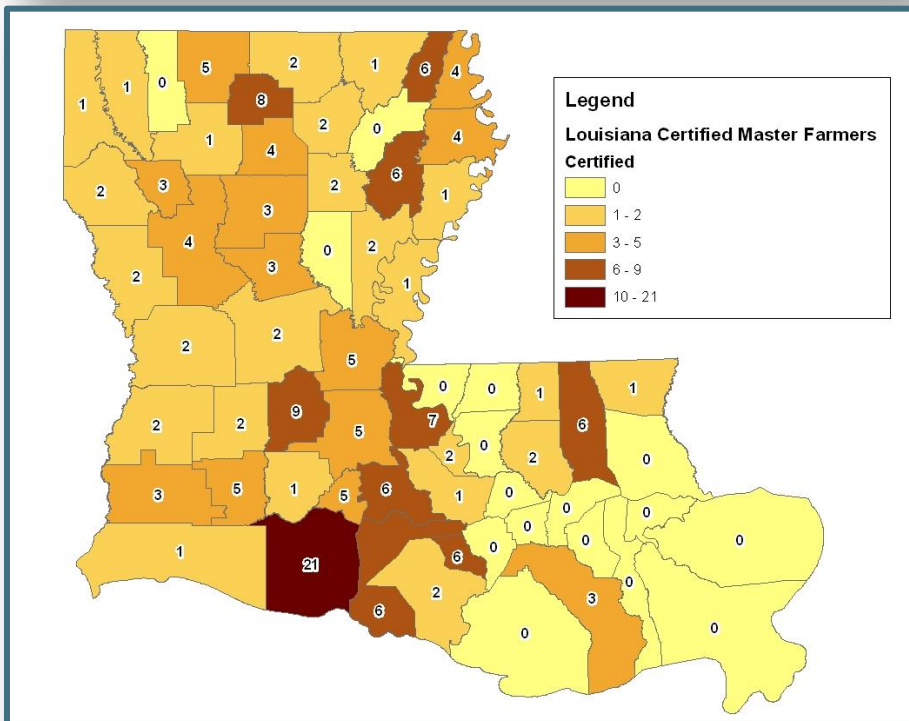 1 1 0 5 2 1 6 4
8
1 2 0 4
4 6
2 3 2 1
3
4 0 2
2 3 1
2 2
5
0 0 1 1
9 7 6
2 2 5 0
2 2 0
3 5 1 5 6 1 0 0
0 0 0
0 0
1 6
21 0
2 3
6 0 0
Legend
Louisiana Certified Master Farmers
Certified
0
1 - 2
3 - 5
6 - 9
10 - 21